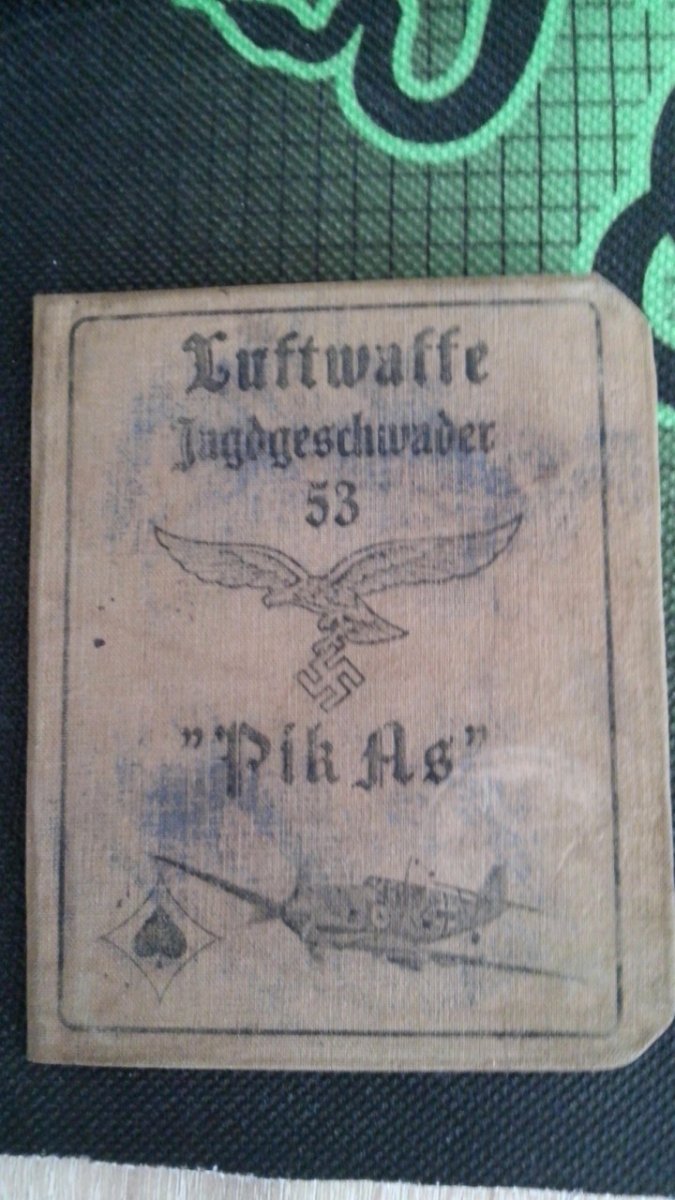 Luftwaffe
Jagdgeschwader
53
"Pik As"